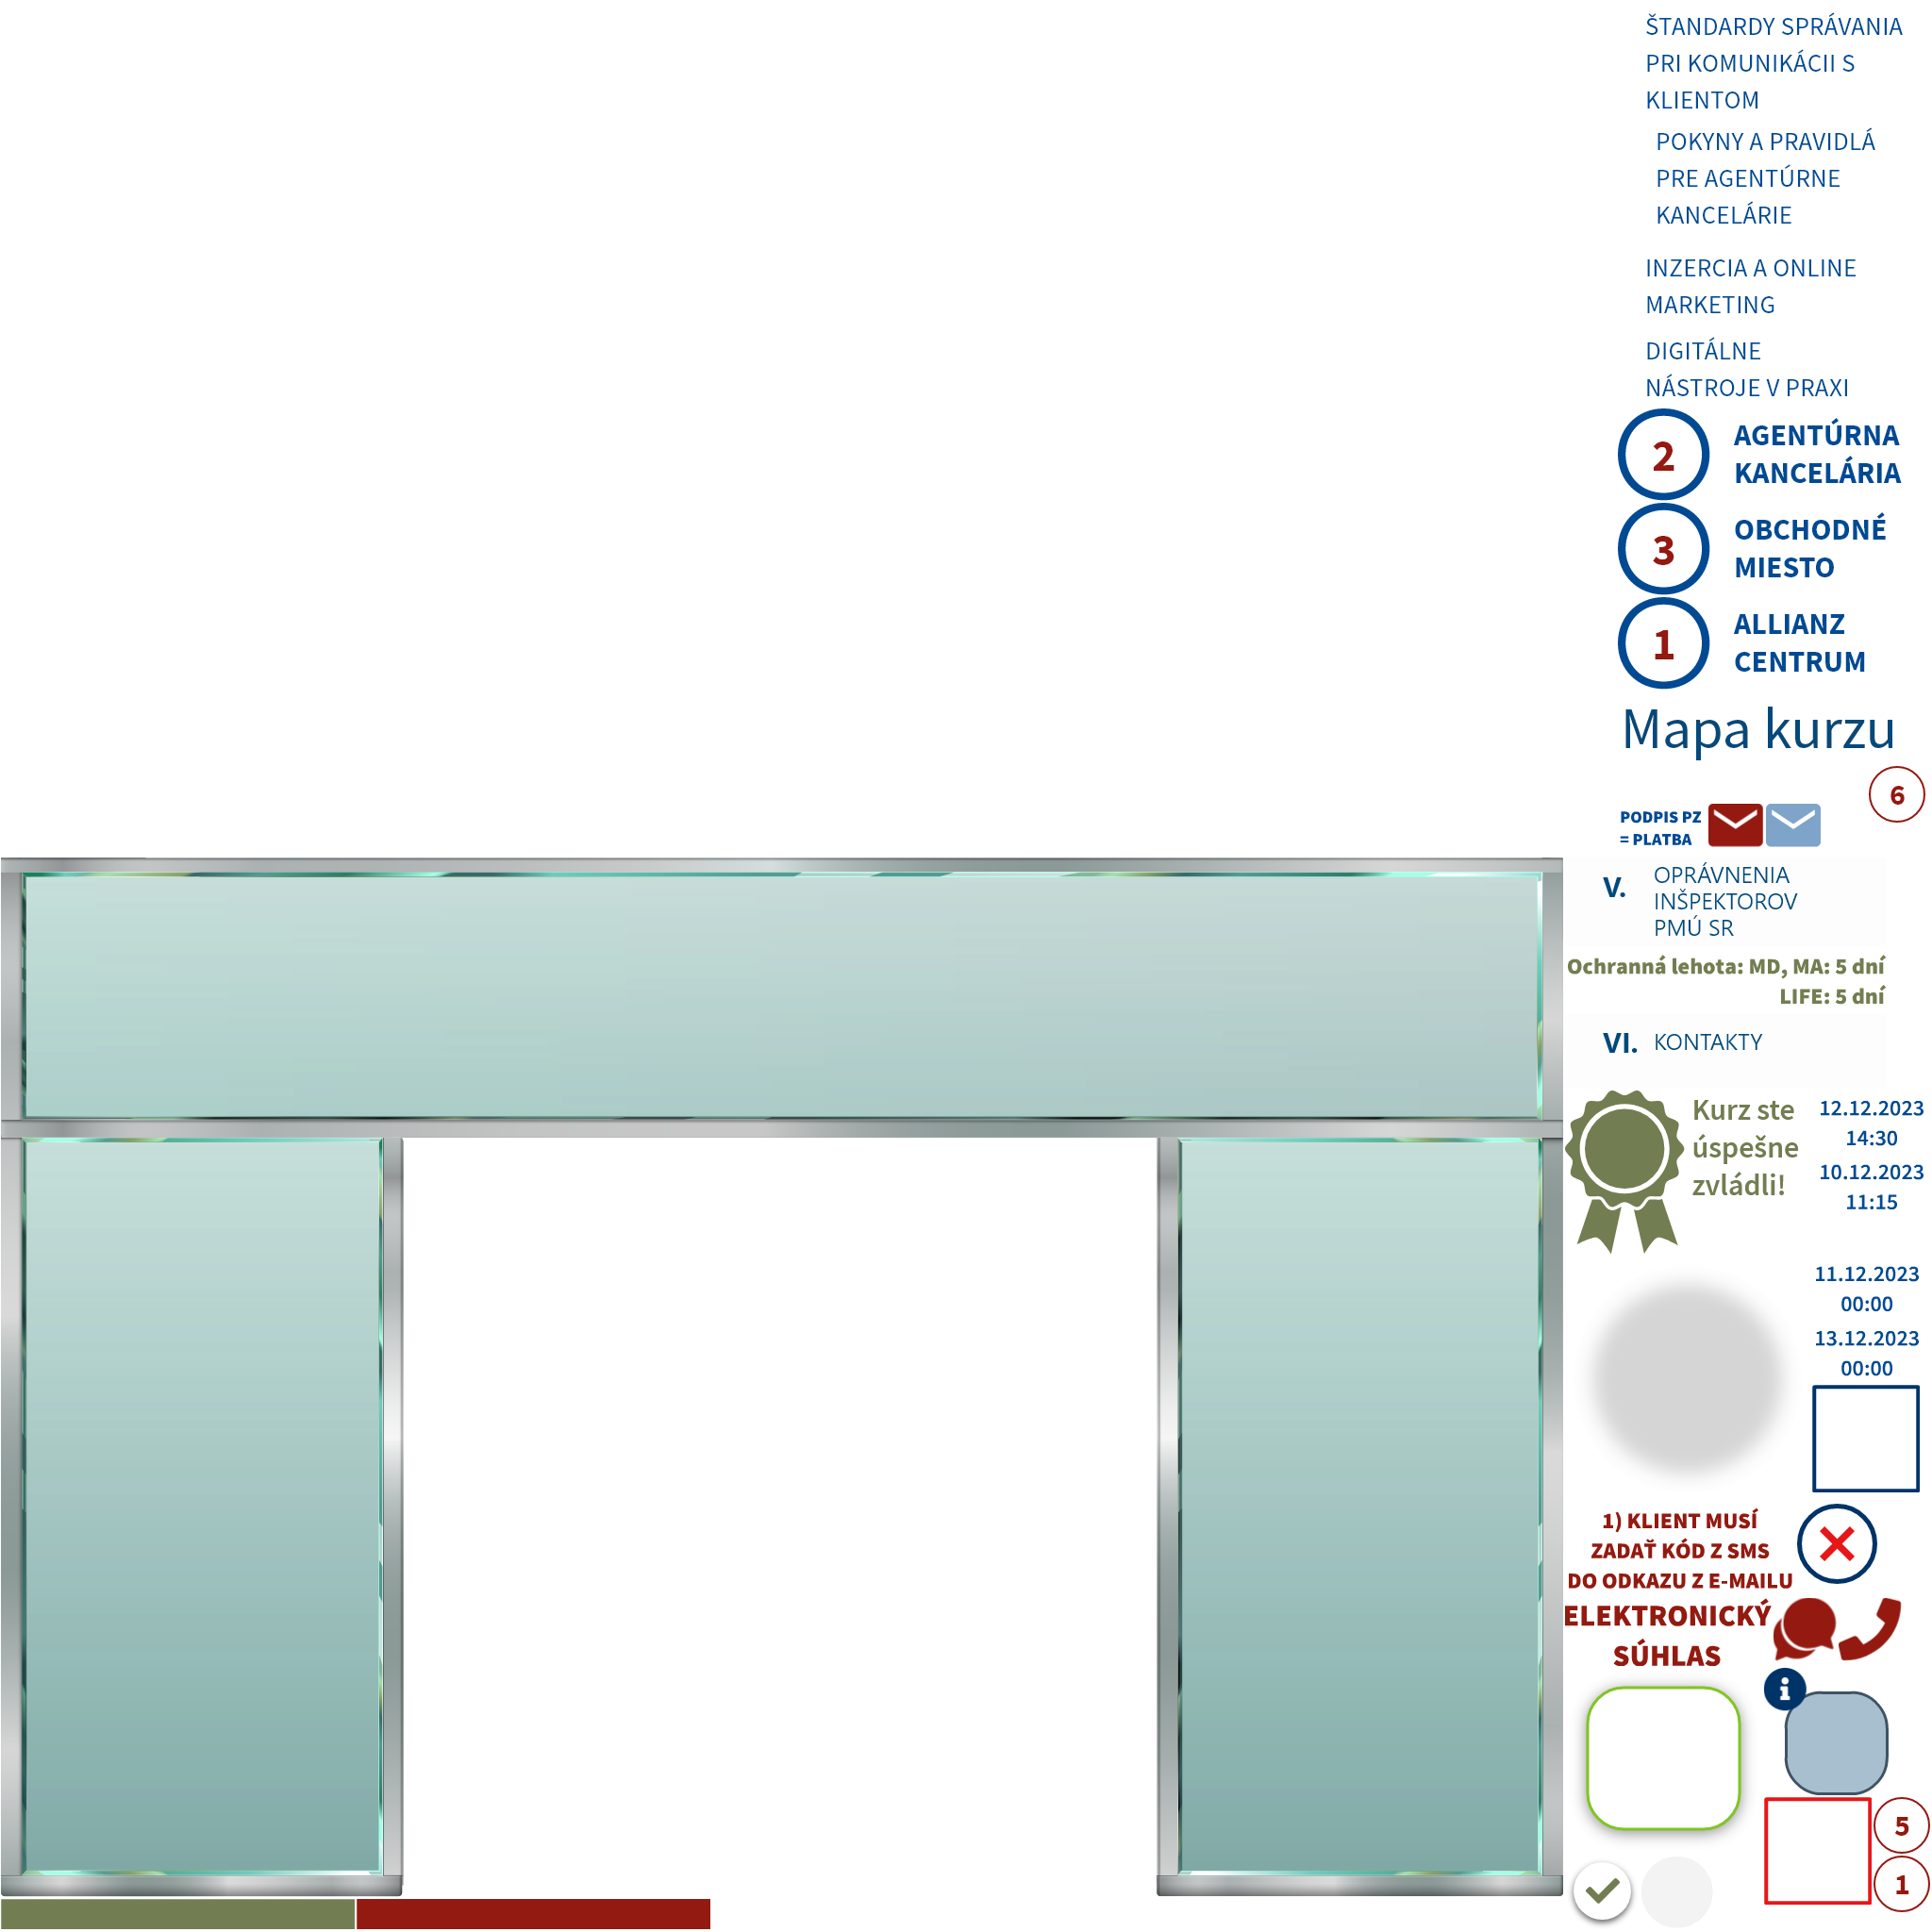 ŠTANDARDY SPRÁVANIA
PRI KOMUNIKÁCII S
KLIENTOM
POKYNY A PRAVIDLÁ
PRE AGENTÚRNE
KANCELÁRIE
INZERCIA A ONLINE
MARKETING
DIGITÁLNE
NÁSTROJE V PRAXI
2
AGENTÚRNA
KANCELÁRIA
3
OBCHODNÉ
MIESTO
1
ALLIANZ
CENTRUM
Mapa kurzu
6
PODPIS PZ
= PLATBA
V.
OPRÁVNENIA
INŠPEKTOROV
PMÚ SR
Ochranná lehota: MD, MA: 5 dní
LIFE: 5 dní
VI. KONTAKTY
Kurz ste
úspešne
zvládli!
12.12.2023
14:30
10.12.2023
11:15
11.12.2023
00:00
13.12.2023
00:00
1) KLIENT MUSÍ
ZADAŤ KÓD Z SMS
DO ODKAZU Z E-MAILU
ELEKTRONICKÝ
SÚHLAS
i
5
1